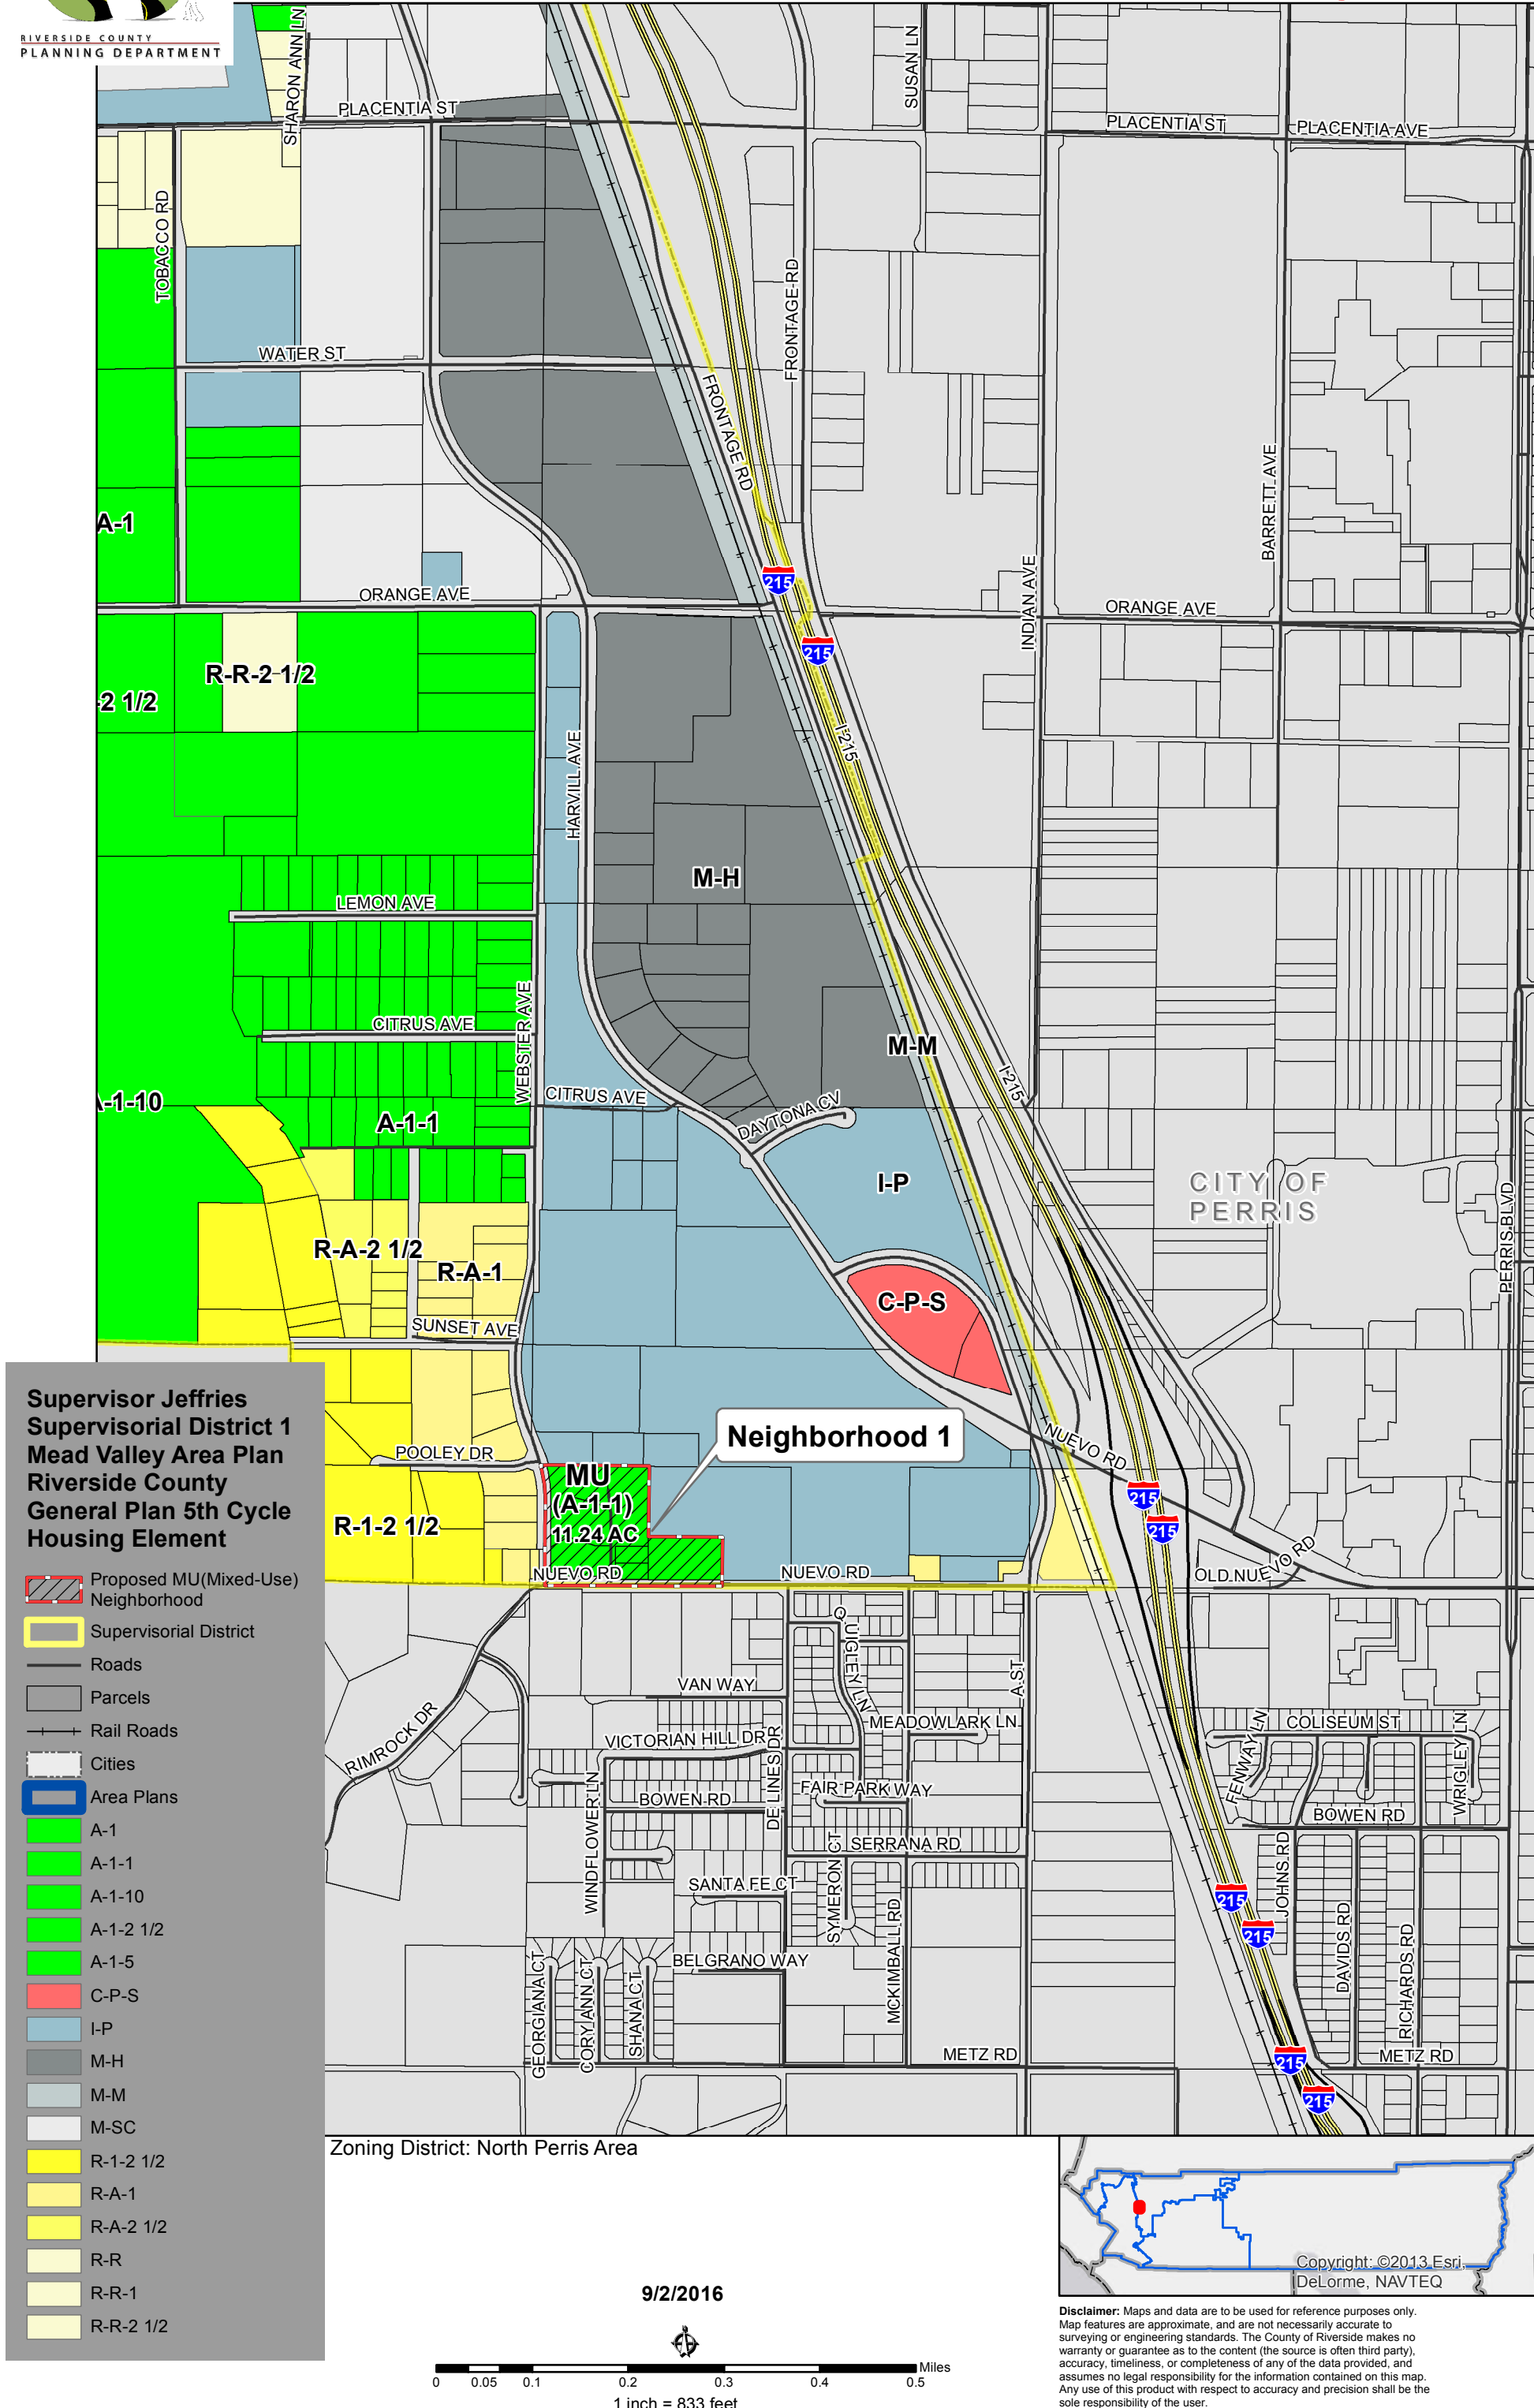 RIVERSIDE COUNTY
PLANNING DEPARTMENT
SHARON ANN LN
SUSAN LN
PLACENTIA ST
PLACENTIA ST
PLACENTIA AVE
TOBACCO RD
FRONTAGE RD
WATER ST
FRONTAGE RD
BARRETT AVE
A-1
INDIAN AVE
215
ORANGE AVE
ORANGE AVE
215
R-R-2 1/2
-2 1/2
I-215
HARVILL AVE
M-H
LEMON AVE
WEBSTER AVE
CITRUS AVE
M-M
I-215
-1-10
CITRUS AVE
A-1-1
DAYTONA CV
I-P
CITY OF
PERRIS
PERRIS BLVD
R-A-2 1/2
R-A-1
C-P-S
SUNSET AVE
Neighborhood 1
NUEVO RD
POOLEY DR
MU
(A-1-1)
11.24 AC
215
215
R-1-2 1/2
NUEVO RD
NUEVO RD
OLD NUEVO RD
QUIGLEY LN
VAN WAY
A ST
RIMROCK DR
MEADOWLARK LN
COLISEUM ST
VICTORIAN HILL DR
DE LINES DR
FENWAY LN
WRIGLEY LN
FAIR PARK WAY
BOWEN RD
BOWEN RD
WINDFLOWER LN
SERRANA RD
SANTA FE CT
SYMERON CT
MCKIMBALL RD
JOHNS RD
215
215
DAVIDS RD
RICHARDS RD
BELGRANO WAY
GEORGIANA CT
CORY ANN CT
SHANA CT
METZ RD
METZ RD
215
215
Supervisor Jeffries
Supervisorial District 1
Mead Valley Area Plan
Riverside County
General Plan 5th Cycle
Housing Element
Proposed MU(Mixed-Use)
Neighborhood
Supervisorial District
Roads
Parcels
Rail Roads
Cities
Area Plans
A-1
A-1-1
A-1-10
A-1-2 1/2
A-1-5
C-P-S
I-P
M-H
M-M
M-SC
R-1-2 1/2
R-A-1
R-A-2 1/2
R-R
R-R-1
R-R-2 1/2
Zoning District: North Perris Area
9/2/2016
Miles
0 0.05 0.1 0.2 0.3 0.4 0.5
1 inch = 833 feet
Copyright: ©2013 Esri,
DeLorme, NAVTEQ
Disclaimer: Maps and data are to be used for reference purposes only.
Map features are approximate, and are not necessarily accurate to
surveying or engineering standards. The County of Riverside makes no
warranty or guarantee as to the content (the source is often third party),
accuracy, timeliness, or completeness of any of the data provided, and
assumes no legal responsibility for the information contained on this map.
Any use of this product with respect to accuracy and precision shall be the
sole responsibility of the user.